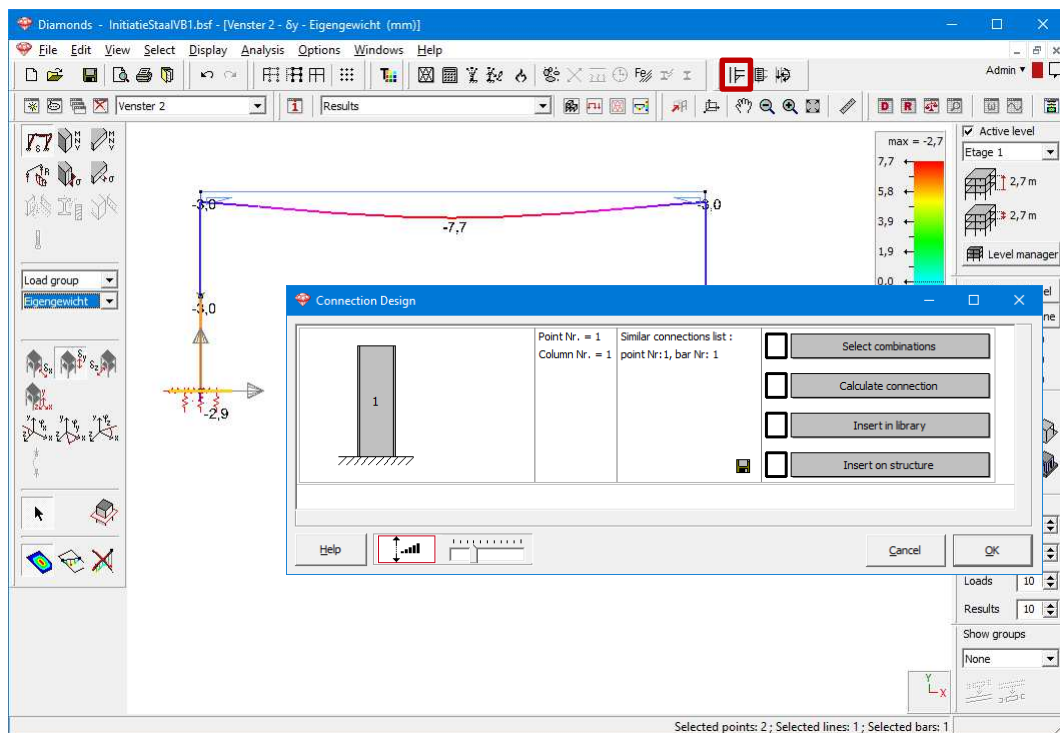 Diamonds - InitiatieStaalVB1.bsf - [Venster 2 - δy - Eigengewicht (mm)]
File Edit View Select Display Analysis Options Windows Help
Admin
Venster 2
Results
Active level
Etage 1
2,7 m
2,7 m
Level manager
Load group
Eigengewicht
max = -2,7
7,7
5,8
3,9
1,9
0,0
-3,0
-3,0
-7,7
-3,0
-2,9
Connection Design
1
Point Nr. = 1
Column Nr. = 1
Similar connections list :
point Nr:1, bar Nr: 1
Select combinations
Calculate connection
Insert in library
Insert on structure
Help
Cancel
OK
Loads 10
Results 10
Show groups
None
Y
X
Selected points: 2 ; Selected lines: 1 ; Selected bars: 1